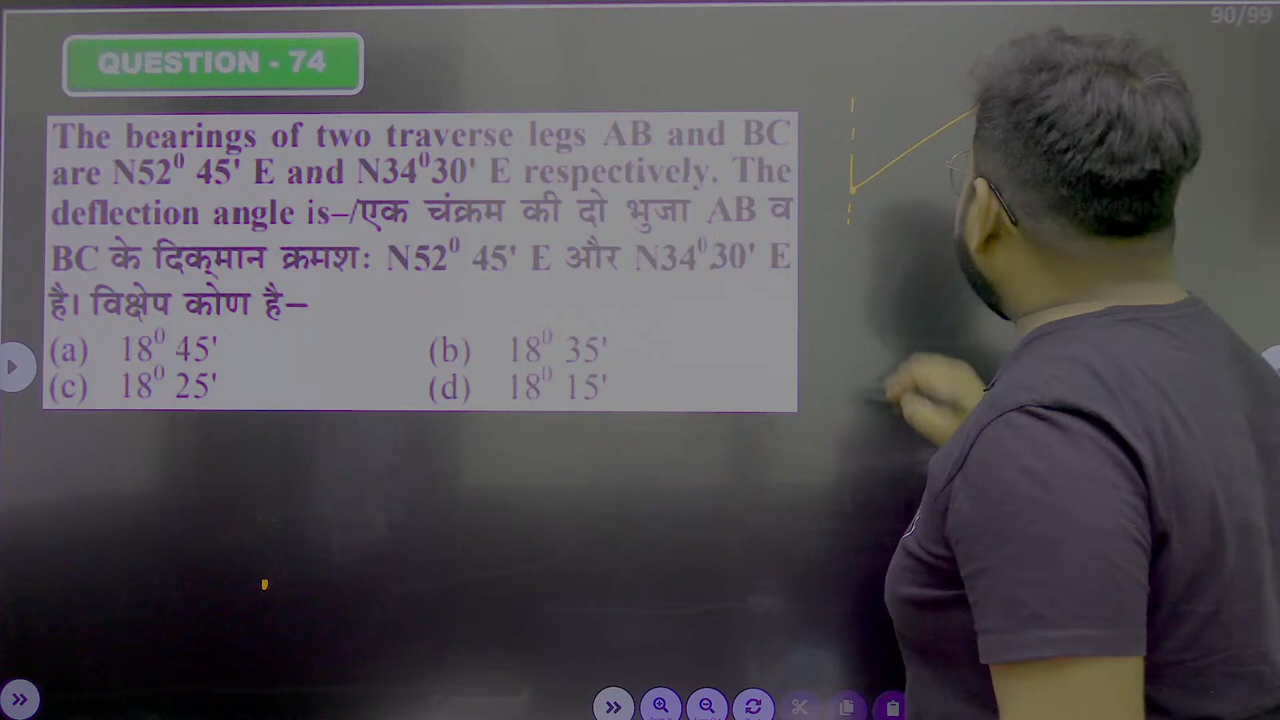 90/99
QUESTION - 74
The bearings of two traverse legs AB and BC
are N52⁰ 45' E and N34⁰30' E respectively. The
deflection angle is–/एक चंक्रम की दो भुजा AB व
BC के दिक्‌मान क्रमशः N52⁰ 45' E और N34⁰30' E
है। विक्षेप कोण है–
(a) 18⁰ 45' (b) 18⁰ 35'
(c) 18⁰ 25' (d) 18⁰ 15'